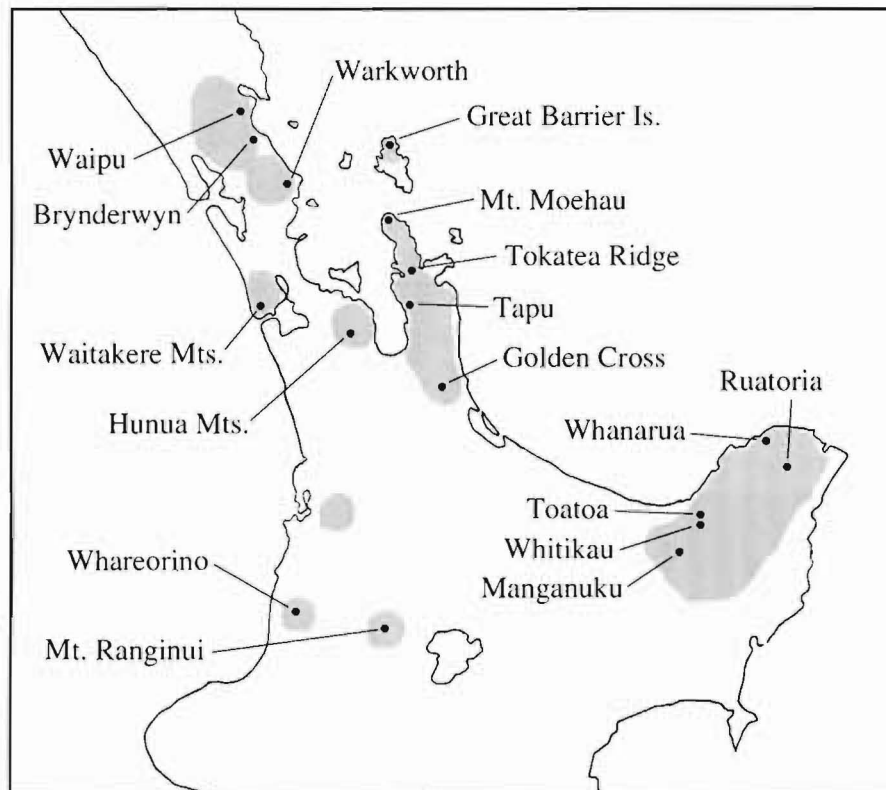 Warkworth
Great Barrier Is.
Waipu
Mt. Moehau
Brynderwyn
Tokatea Ridge
Tapu
Waitakere Mts.
Golden Cross
Ruatoria
Hunua Mts.
Whanarua
Toatoa
Whitikau
Whareorino
Manganuku
Mt. Ranginui